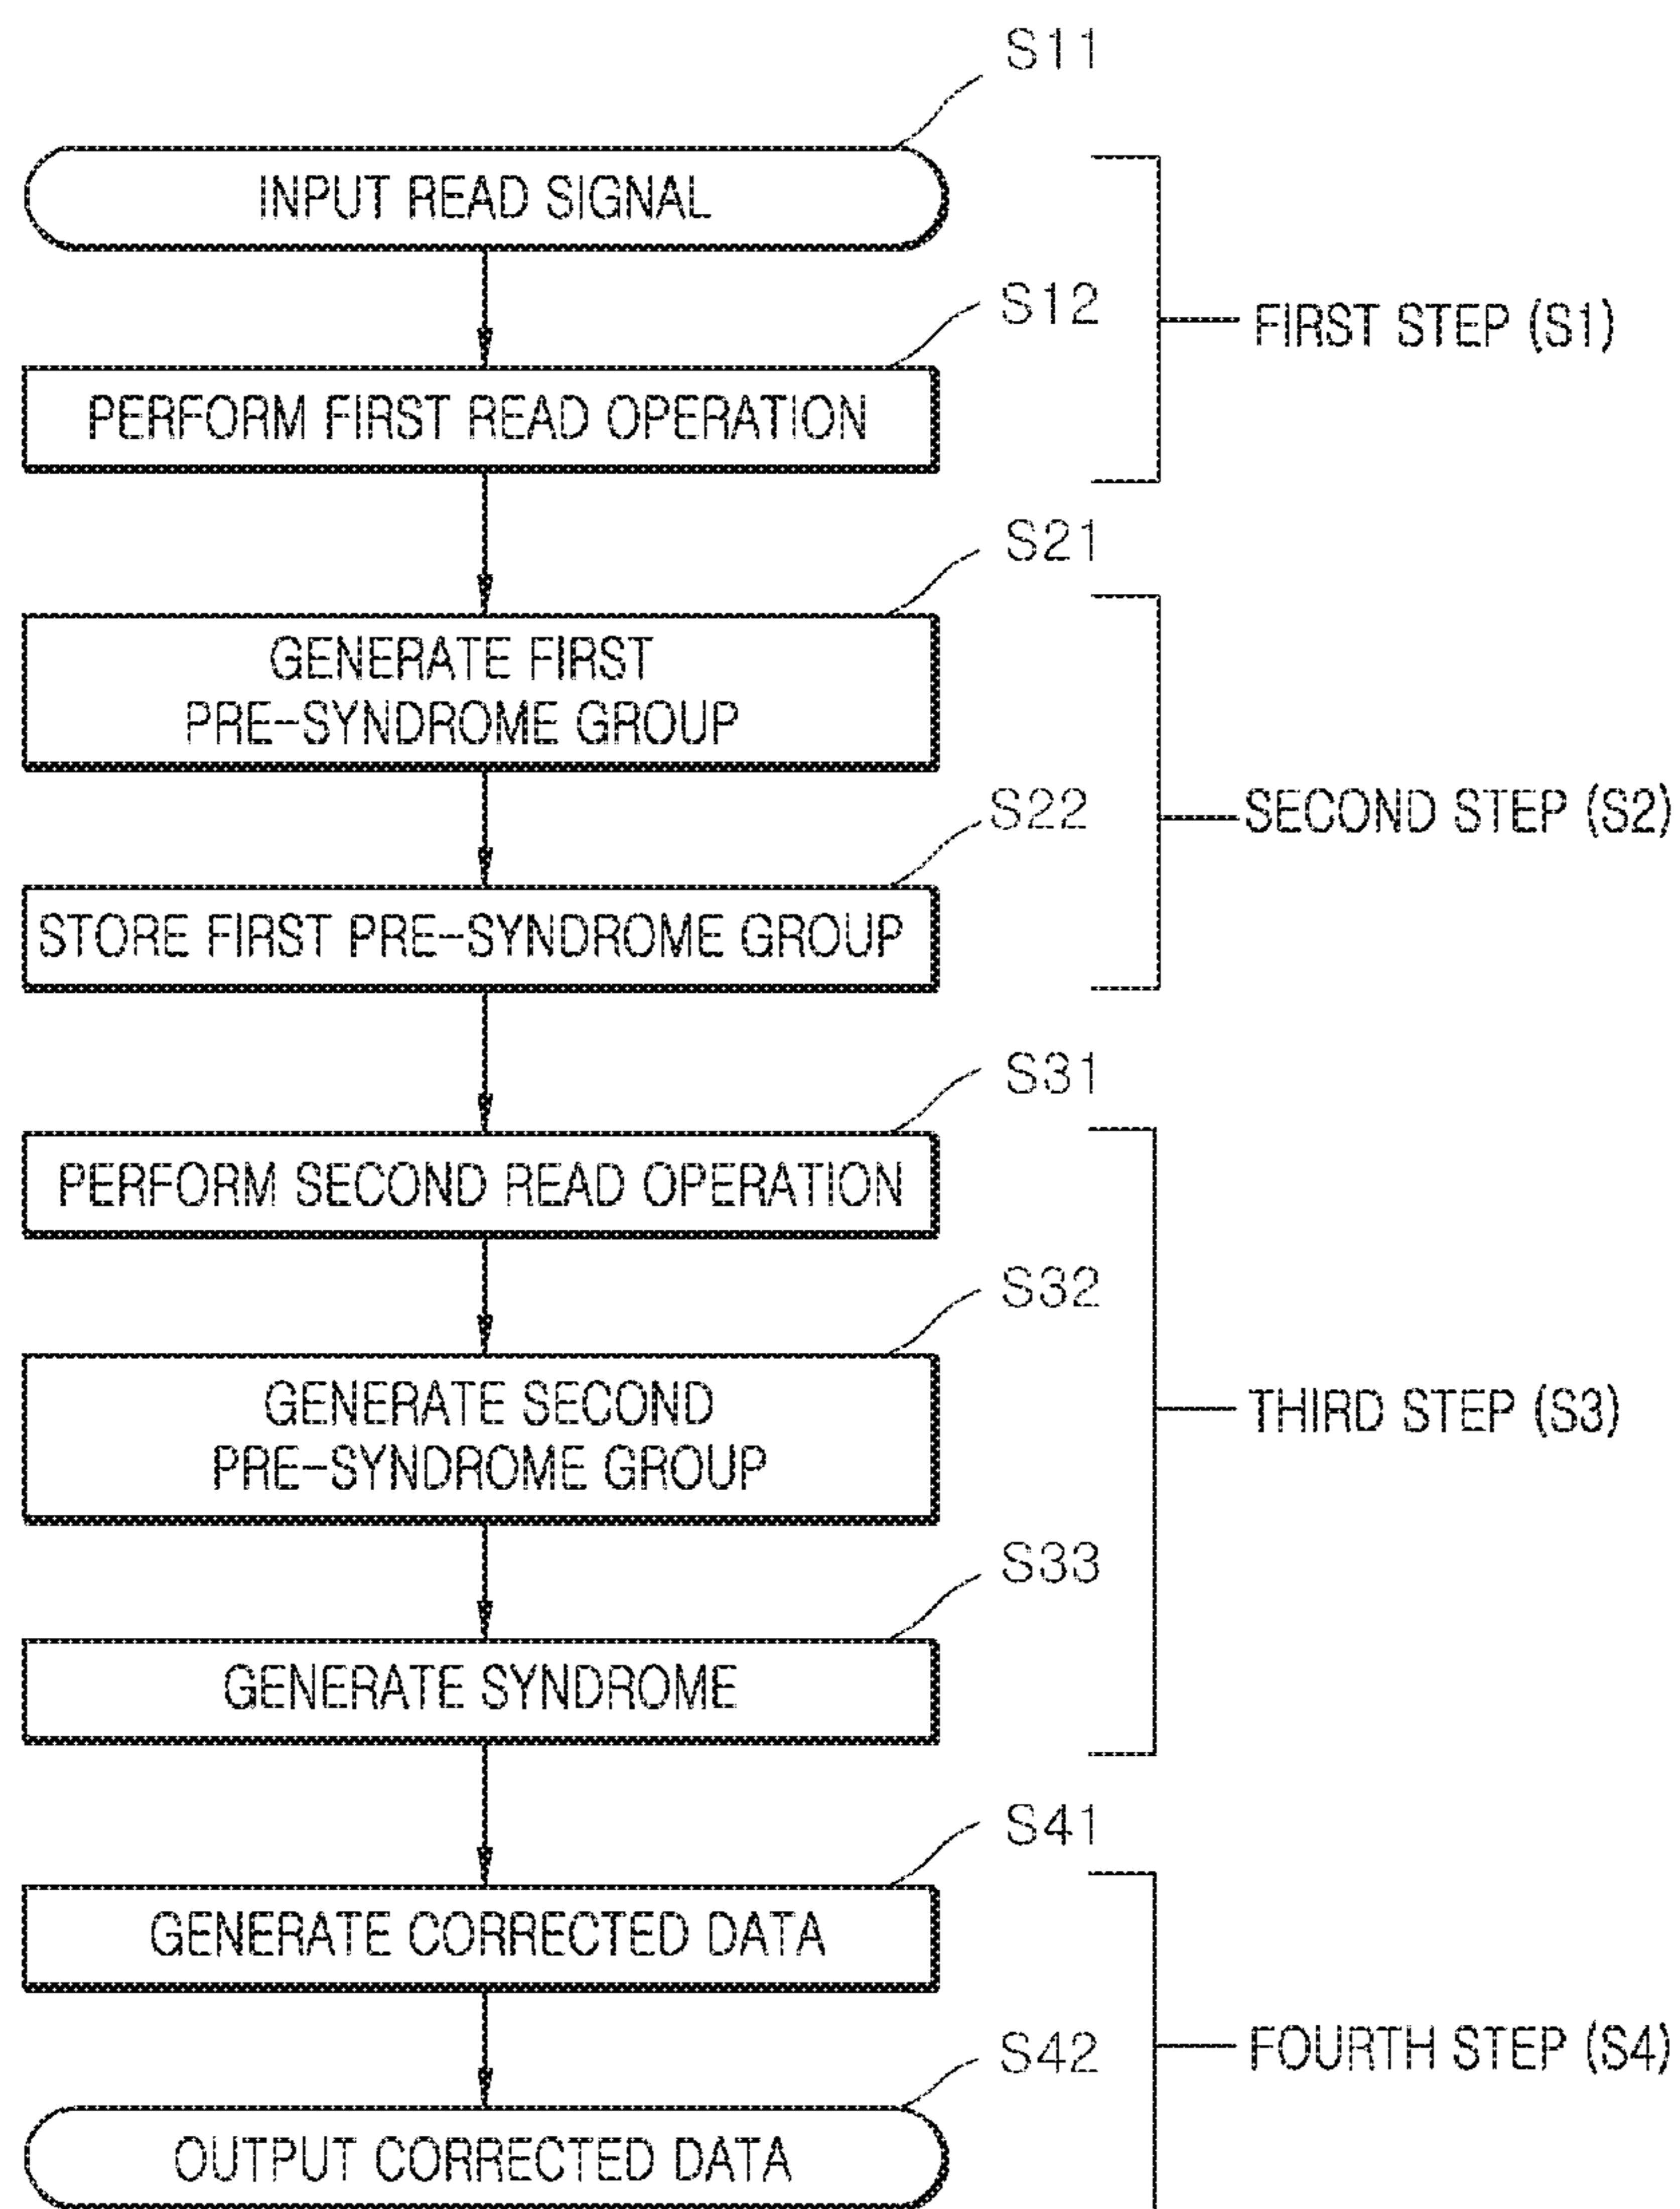 S11
INPUT READ SIGNAL
S12
FIRST STEP (S1)
PERFORM FIRST READ OPERATION
S21
GENERATE FIRST
PRE-SYNDROME GROUP
S22
SECOND STEP (S2)
STORE FIRST PRE-SYNDROME GROUP
S31
PERFORM SECOND READ OPERATION
S32
GENERATE SECOND
PRE-SYNDROME GROUP
THIRD STEP (S3)
S33
GENERATE SYNDROME
S41
GENERATE CORRECTED DATA
S42
FOURTH STEP (S4)
OUTPUT CORRECTED DATA